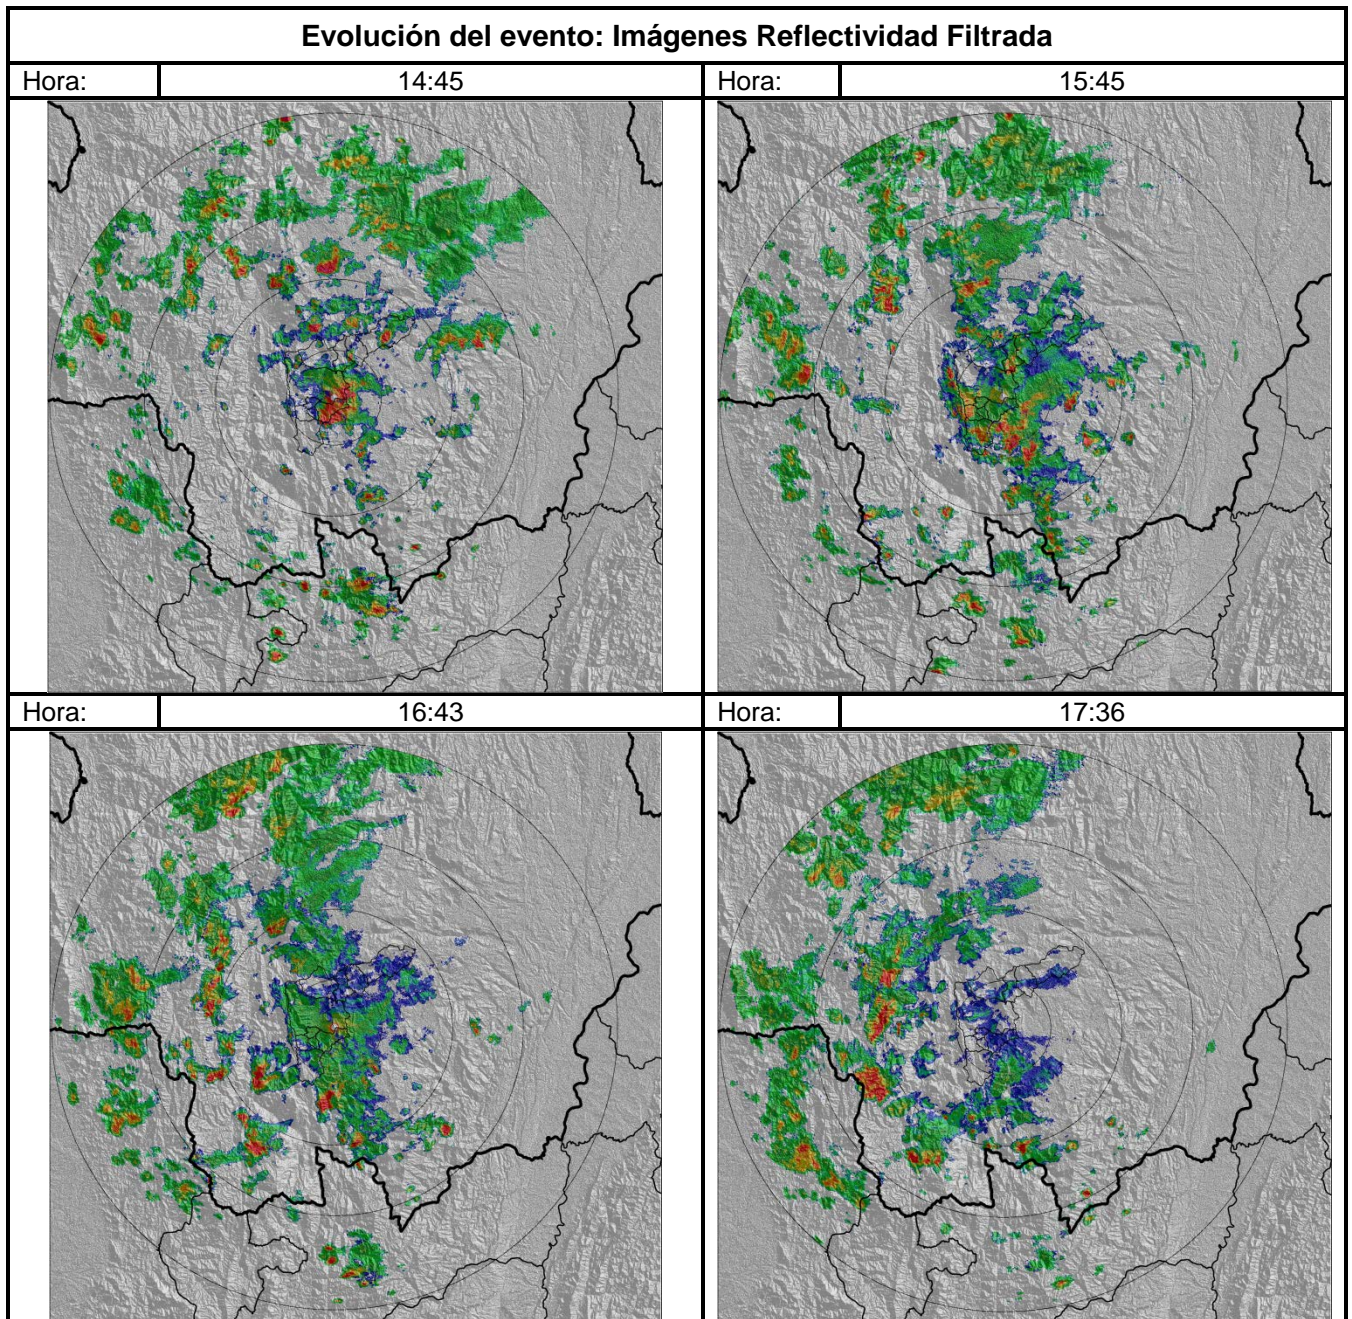 Evolución del evento: Imágenes Reflectividad Filtrada
Hora: 14:45 Hora: 15:45
Hora: 16:43 Hora: 17:36